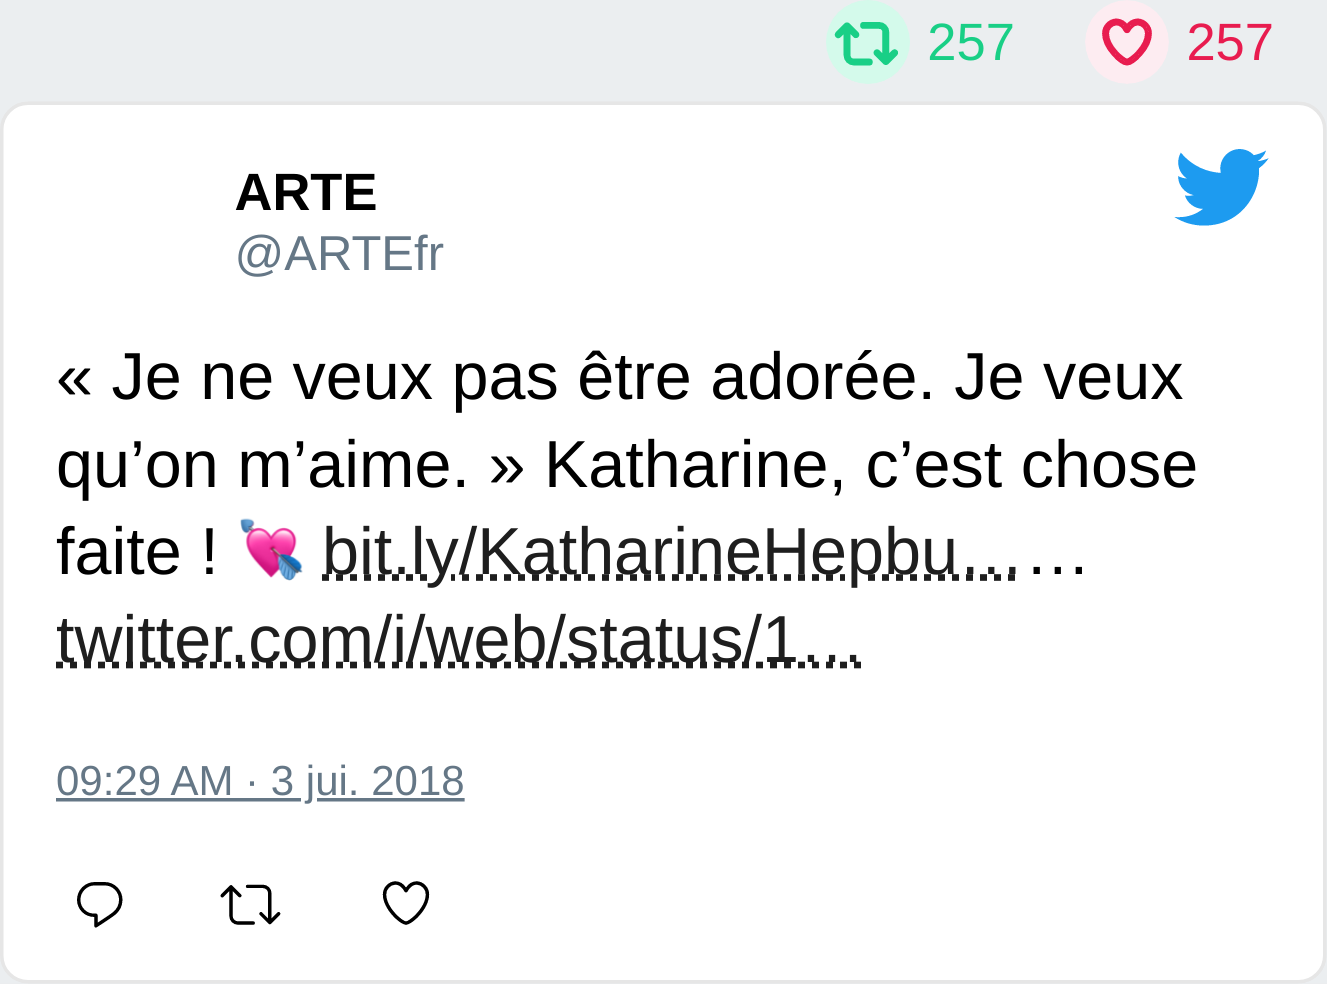 257 257
ARTE
@ARTEfr
« Je ne veux pas être adorée. Je veux
qu’on m’aime. » Katharine, c’est chose
faite ! 💘 bit.ly/KatharineHepbu……
twitter.com/i/web/status/1…
09:29 AM · 3 jui. 2018